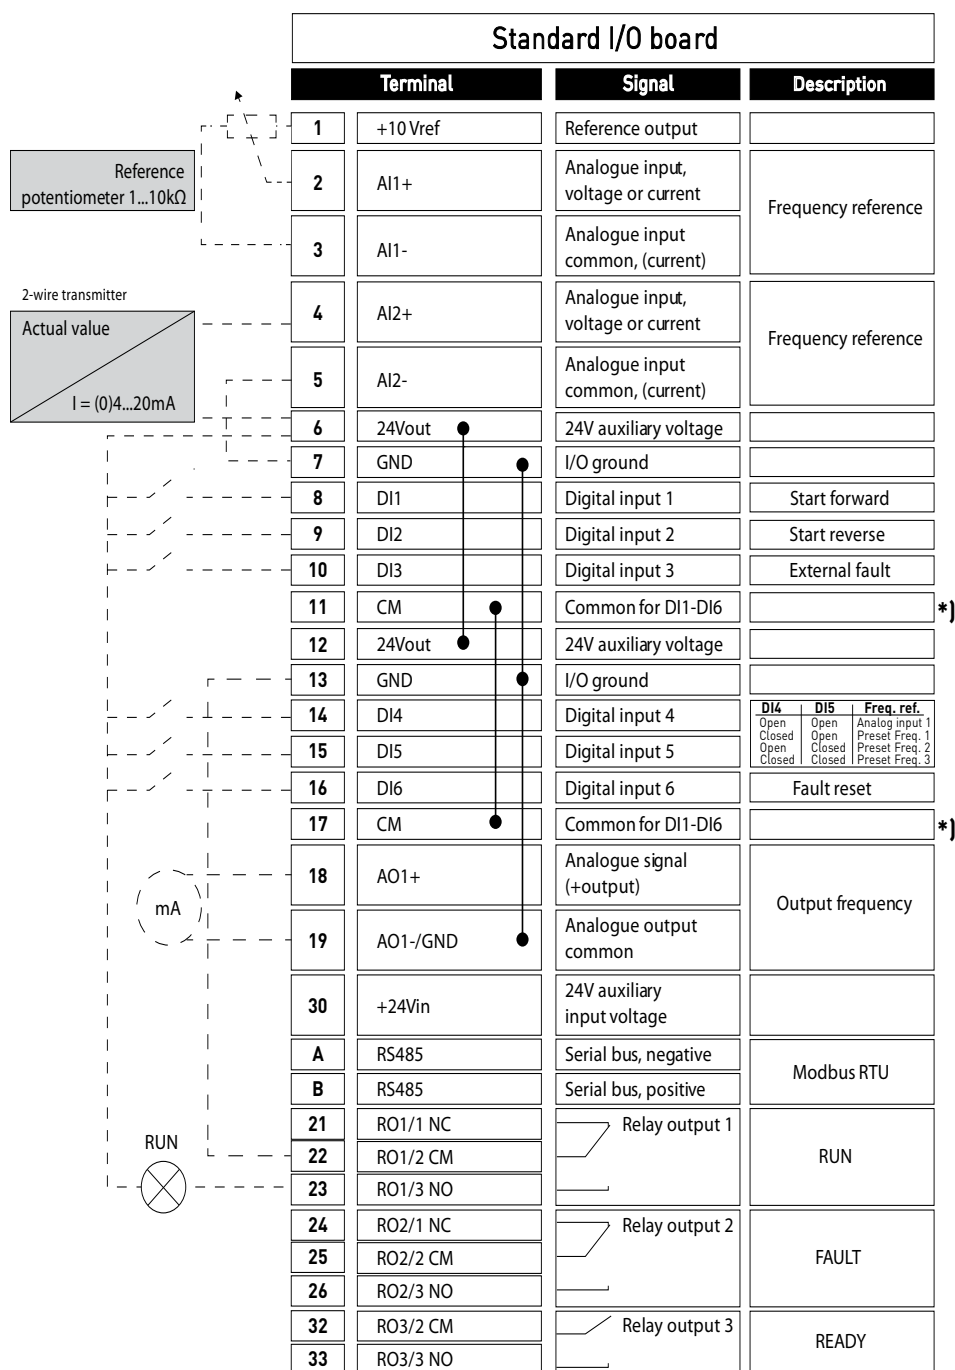 Standard I/O board
Terminal Signal Description
1 +10 Vref Reference output
Reference
potentiometer 1...10kΩ
2 AI1+ Analogue input,
voltage or current
Frequency reference
3 AI1- Analogue input
common, (current)
2-wire transmitter
Actual value
I = (0)4...20mA
4 AI2+ Analogue input,
voltage or current
Frequency reference
5 AI2- Analogue input
common, (current)
6 24Vout 24V auxiliary voltage
7 GND I/O ground
8 DI1 Digital input 1 Start forward
9 DI2 Digital input 2 Start reverse
10 DI3 Digital input 3 External fault
11 CM Common for DI1-DI6 *)
12 24Vout 24V auxiliary voltage
13 GND I/O ground
14 DI4 Digital input 4
DI4 DI5 Freq. ref.
Open Open Analog input 1
Closed Open Preset Freq. 1
Open Closed Preset Freq. 2
Closed Closed Preset Freq. 3
15 DI5 Digital input 5
16 DI6 Digital input 6 Fault reset
17 CM Common for DI1-DI6 *)
mA
18 AO1+ Analogue signal
(+output)
Output frequency
19 AO1-/GND Analogue output
common
30 +24Vin 24V auxiliary
input voltage
A RS485 Serial bus, negative
Modbus RTU
B RS485 Serial bus, positive
21 RO1/1 NC Relay output 1
RUN
22 RO1/2 CM RUN
23 RO1/3 NO
24 RO2/1 NC Relay output 2
25 RO2/2 CM FAULT
26 RO2/3 NO
32 RO3/2 CM Relay output 3
READY
33 RO3/3 NO